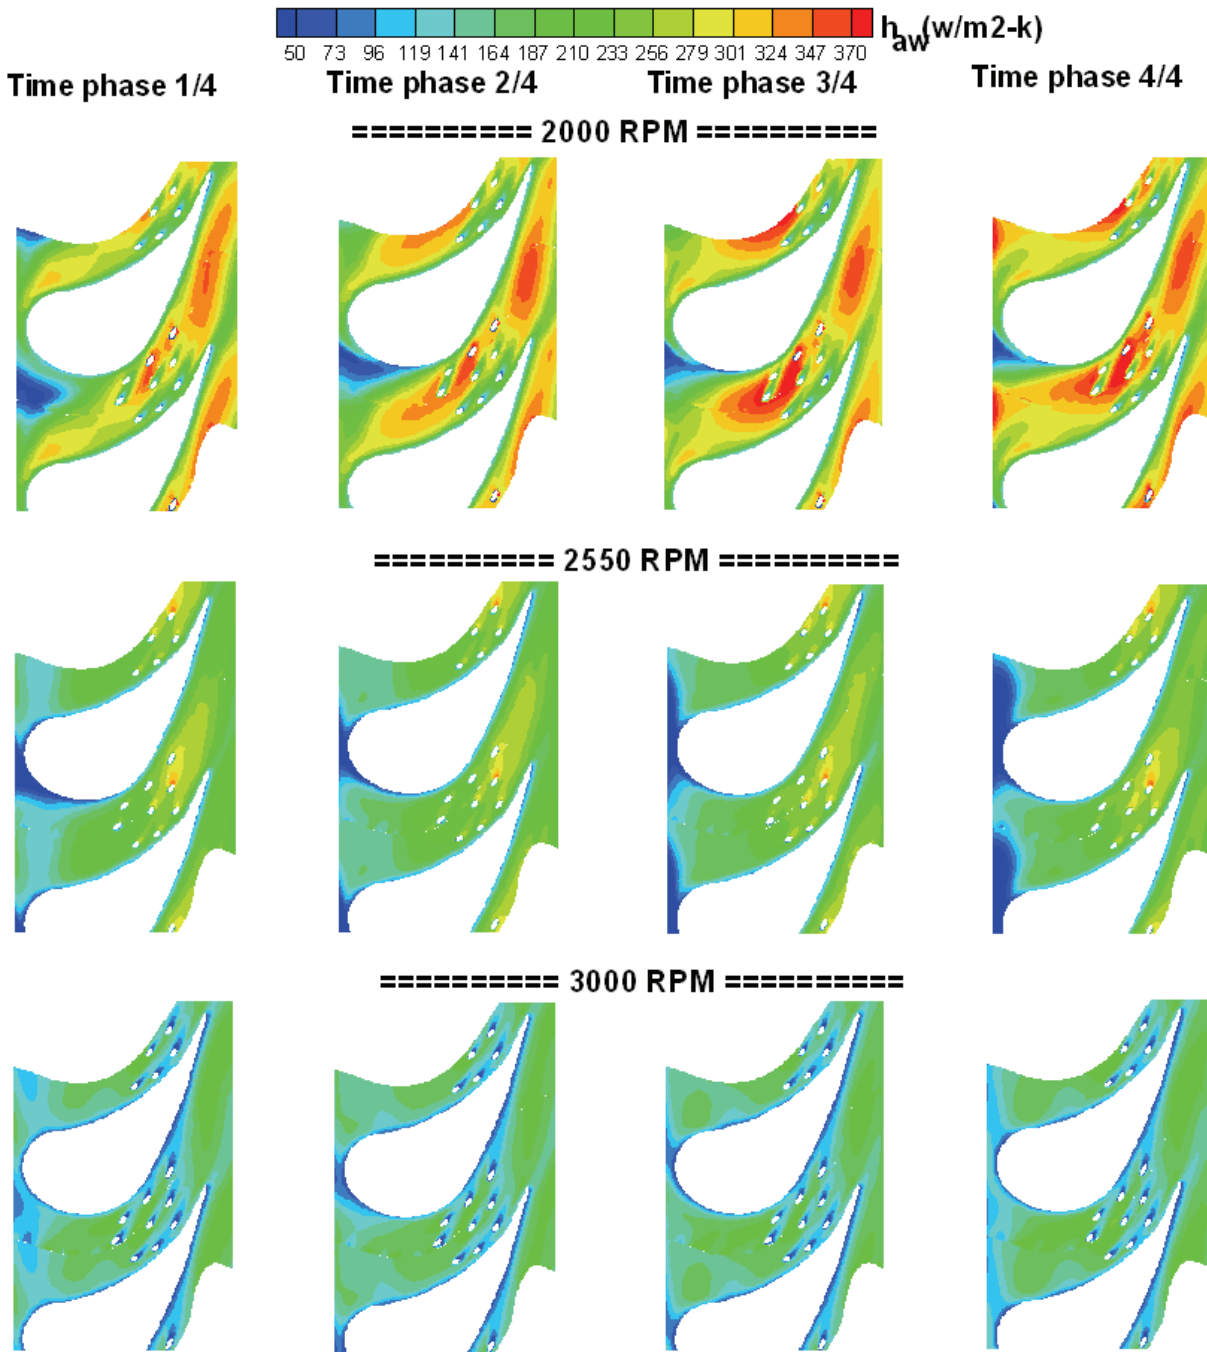 h_aw(w/m2-k)
50 73 96 119 141 164 187 210 233 256 279 301 324 347 370
Time phase 1/4 Time phase 2/4 Time phase 3/4 Time phase 4/4
========== 2000 RPM ==========
========== 2550 RPM ==========
========== 3000 RPM ==========